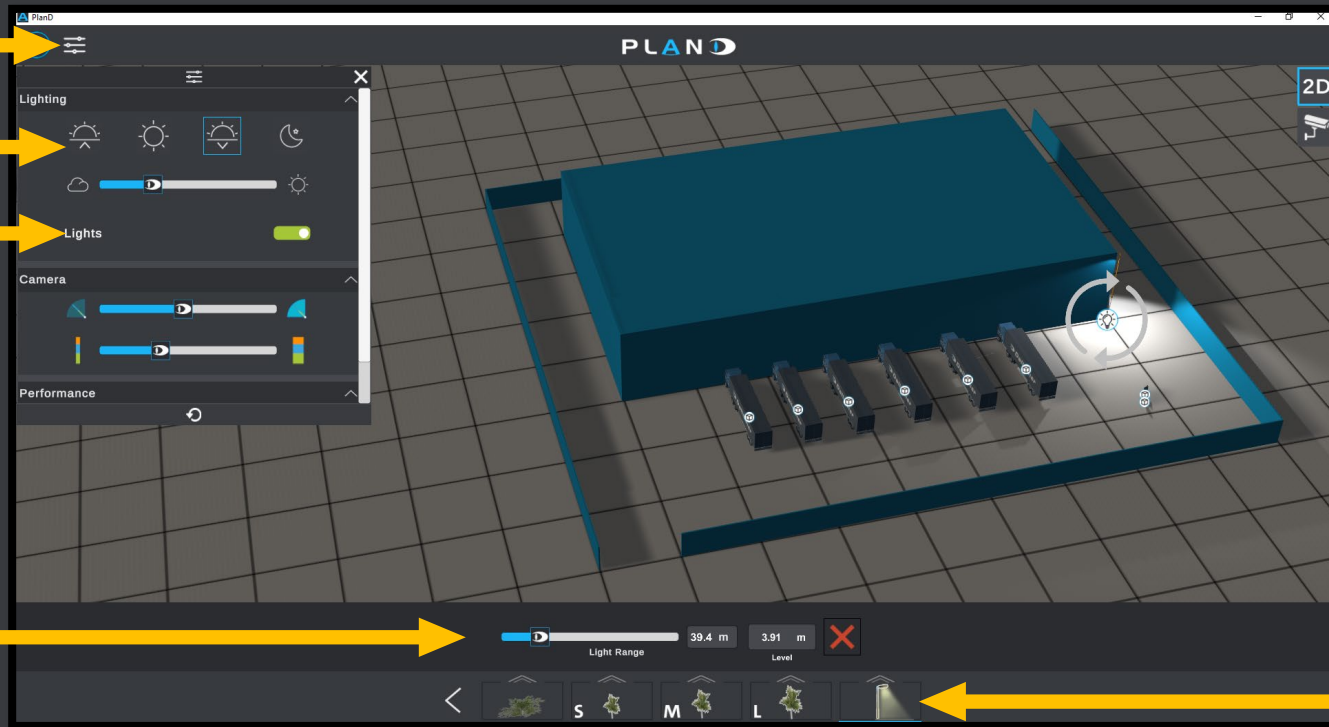 PlanD
PLAND
2D
Lighting
Lights
Camera
Performance
39.4 m
3.91 m
Light Range
Level
S
M
L